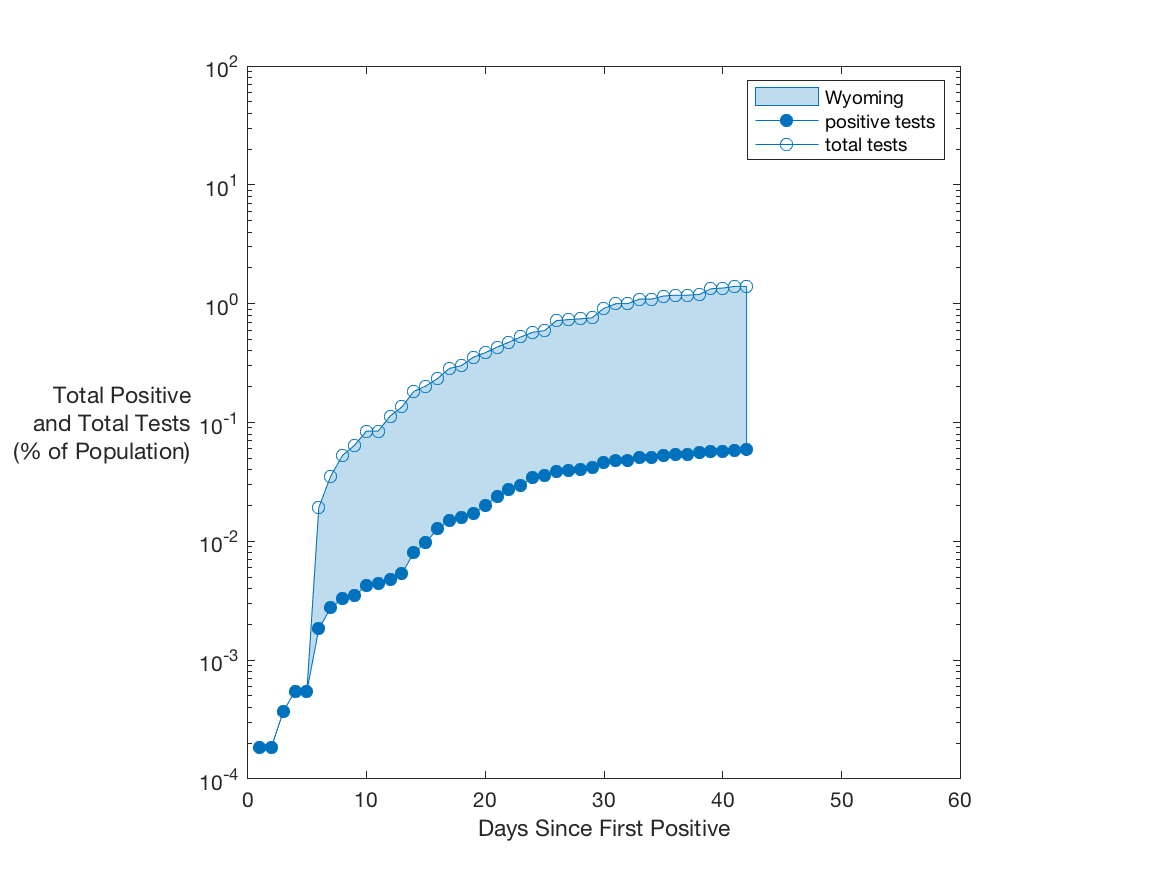 10^2
10^1
10^0
10^-1
10^-2
10^-3
10^-4
Total Positive
and Total Tests
(% of Population)
Wyoming
positive tests
total tests
0 10 20 30 40 50 60
Days Since First Positive